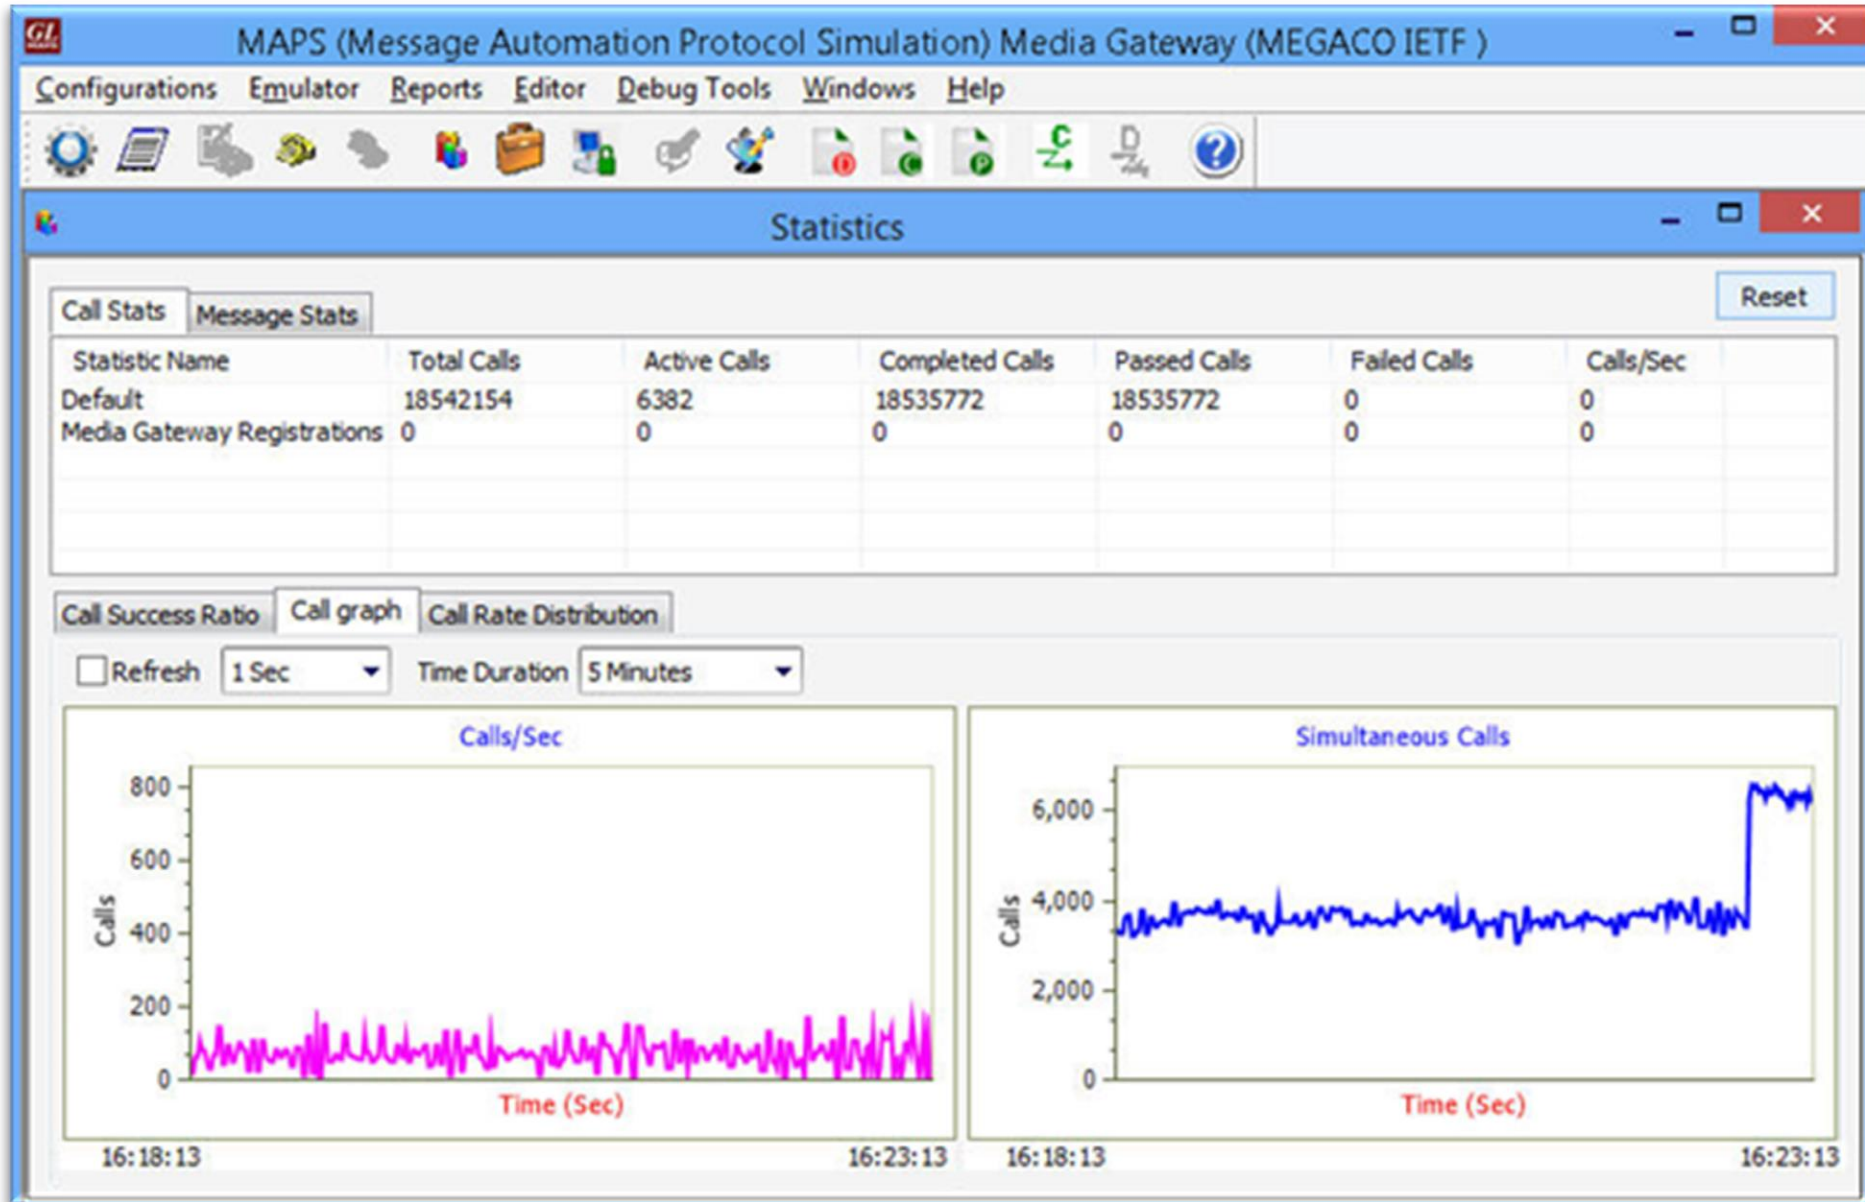 GL
MAPS
MAPS (Message Automation Protocol Simulation) Media Gateway (MEGACO IETF )
Configurations Emulator Reports Editor Debug Tools Windows Help
D C P C D ?
Statistics
Reset
Call Stats Message Stats
Statistic Name Total Calls Active Calls Completed Calls Passed Calls Failed Calls Calls/Sec
Default 18542154 6382 18535772 18535772 0 0
Media Gateway Registrations 0 0 0 0 0 0
Call Success Ratio Call graph Call Rate Distribution
Refresh 1 Sec Time Duration 5 Minutes
Calls/Sec
800
600
400
200
0
Calls
Time (Sec)
16:18:13 16:23:13
Simultaneous Calls
6,000
4,000
2,000
0
Calls
Time (Sec)
16:18:13 16:23:13